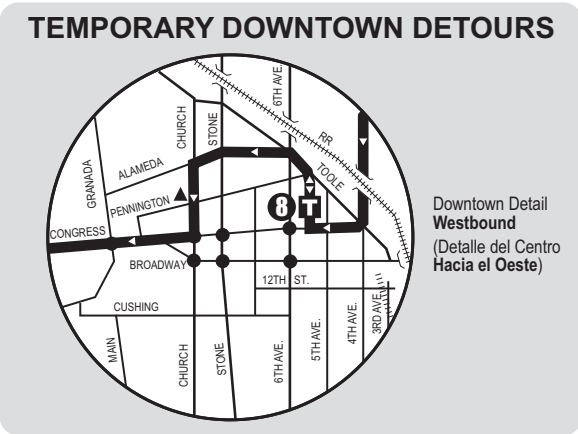 TEMPORARY DOWNTOWN DETOURS
6TH AVE.
CHURCH
STONE
RR
GRANADA
ALAMEDA
TOOLE
PENNINGTON
8
T
CONGRESS
BROADWAY
12TH ST.
CUSHING
MAIN
CHURCH
STONE
6TH AVE.
5TH AVE.
4TH AVE.
3RD AVE.
Downtown Detail
Westbound
(Detalle del Centro
Hacia el Oeste)